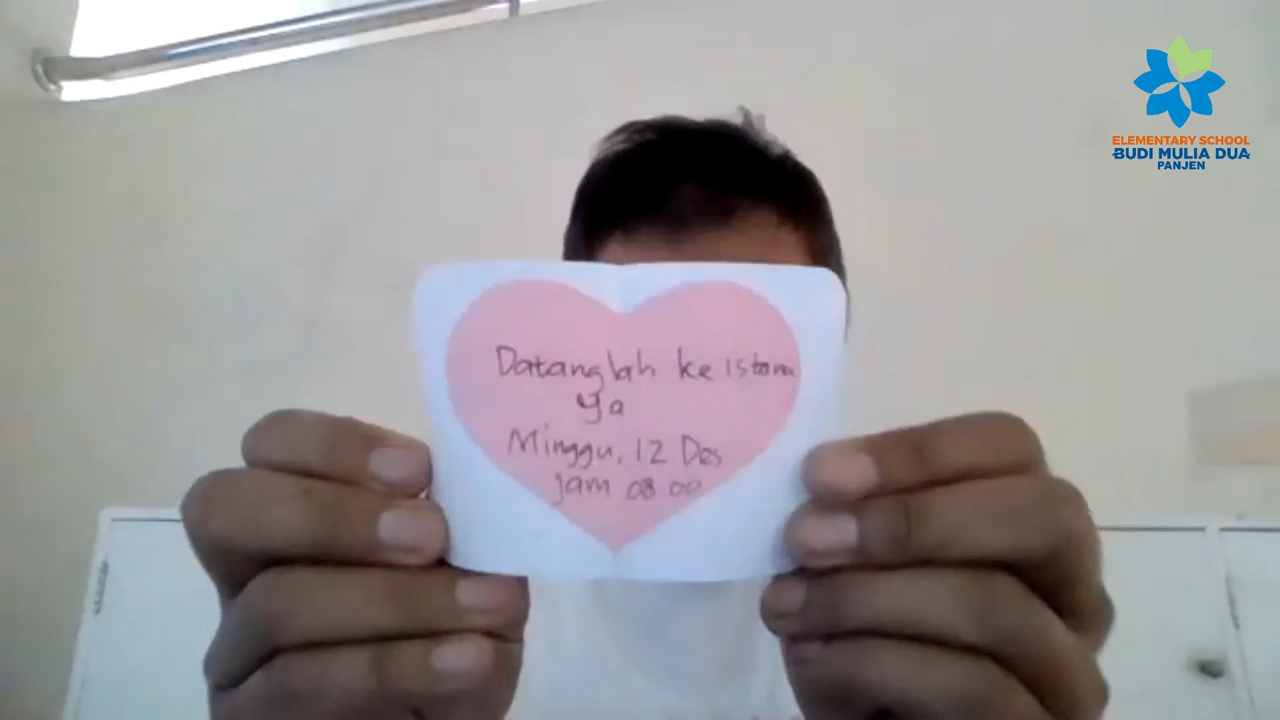 ELEMENTARY SCHOOL
BUDI MULIA DUA
PANJEN
Datanglah ke istana
Ya
Minggu, 12 Des
jam 08 00